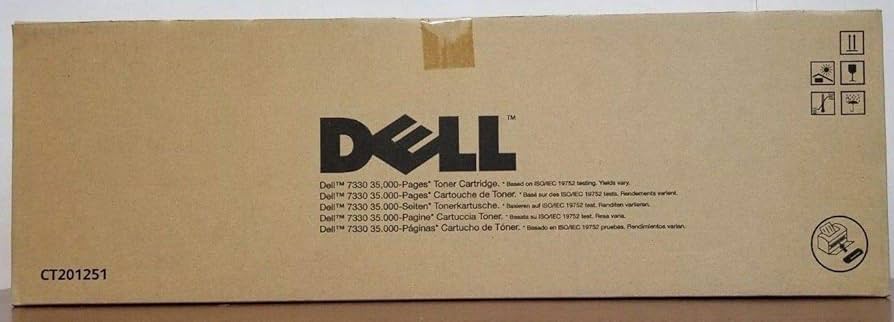 DELL™
Dell™ 7330 35,000-Pages* Toner Cartridge. * Based on ISO/IEC 19752 testing. Yields vary.
Dell™ 7330 35,000-Pages* Cartouche de Toner. * Basé sur des ISO/IEC 19752 tests. Rendements varient.
Dell™ 7330 35.000-Seiten* Tonerkartusche. * Basieren auf ISO/IEC 19752 test. Renditen variieren.
Dell™ 7330 35.000-Pagine* Cartuccia Toner. * Basata su ISO/IEC 19752 test. Resa varia.
Dell™ 7330 35.000-Páginas* Cartucho de Tóner. * Basado en ISO/IEC 19752 pruebas. Rendimientos varian.
CT201251